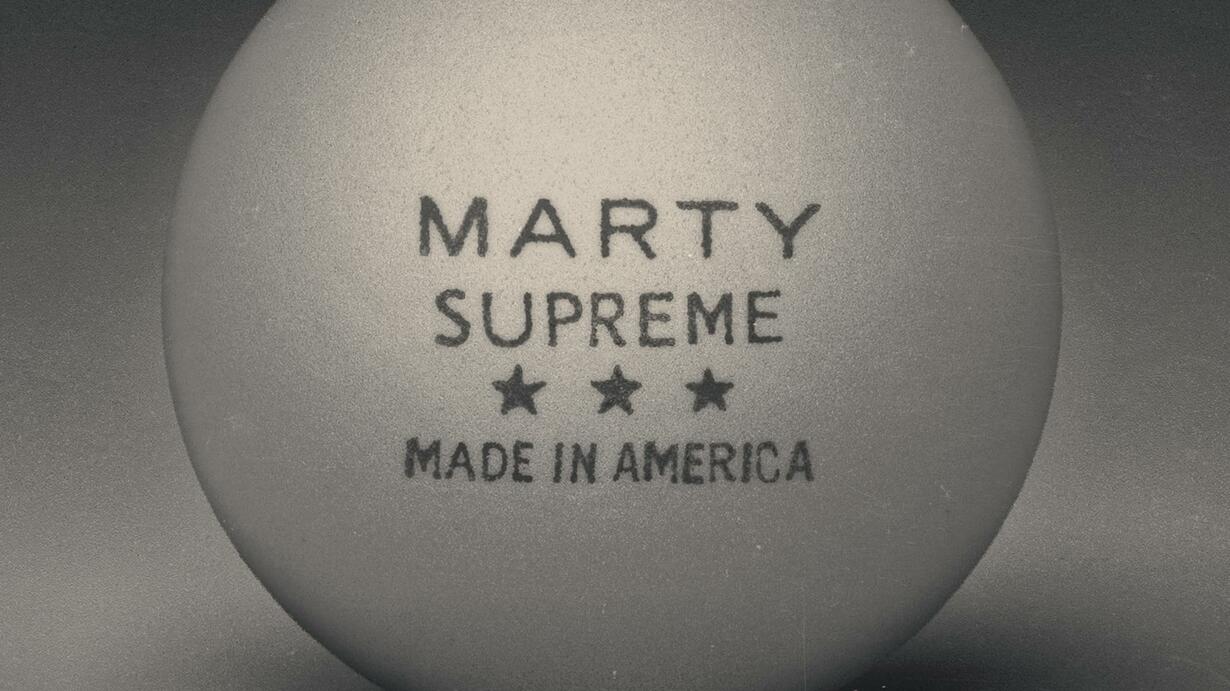 MARTY
SUPREME
★ ★ ★
MADE IN AMERICA